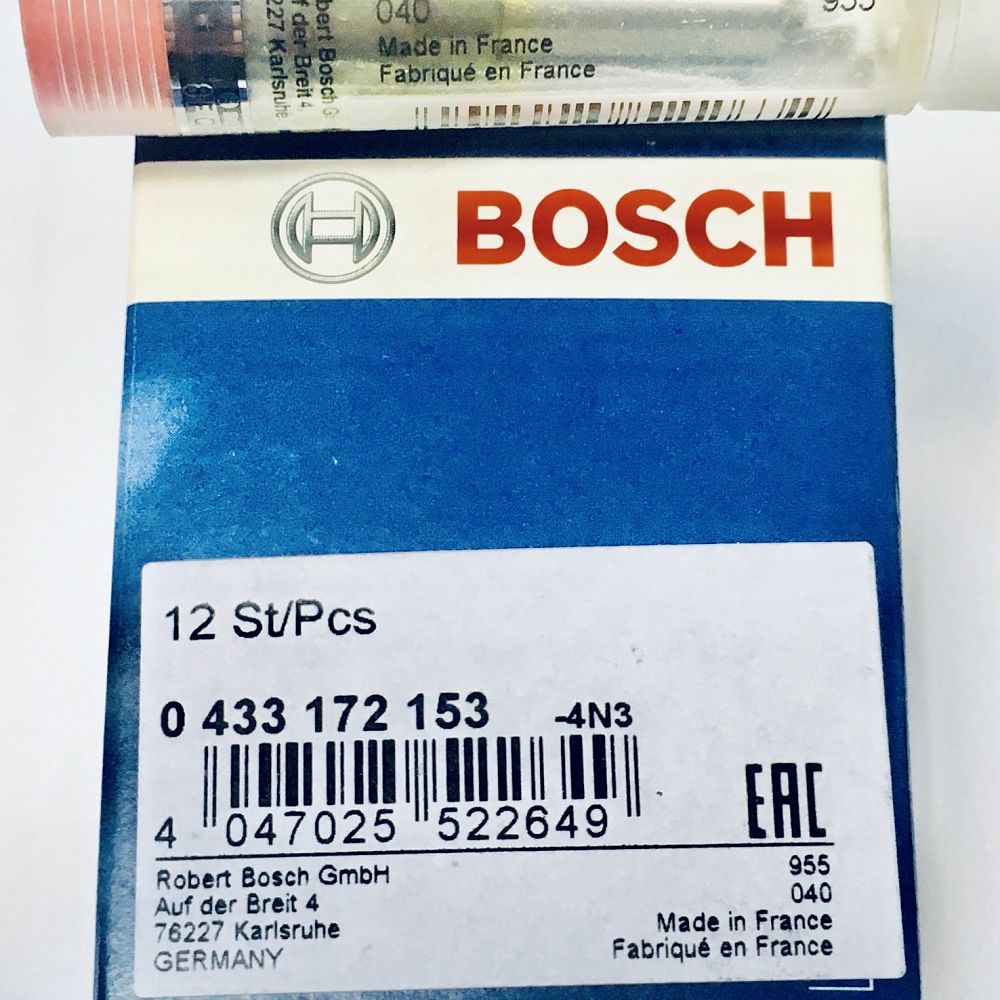 040
955
Made in France
Fabriqué en France
BOSCH
12 St/Pcs
0 433 172 153 -4N3
4 047025 522649
EAC
Robert Bosch GmbH
Auf der Breit 4
76227 Karlsruhe
GERMANY
955
040
Made in France
Fabriqué en France